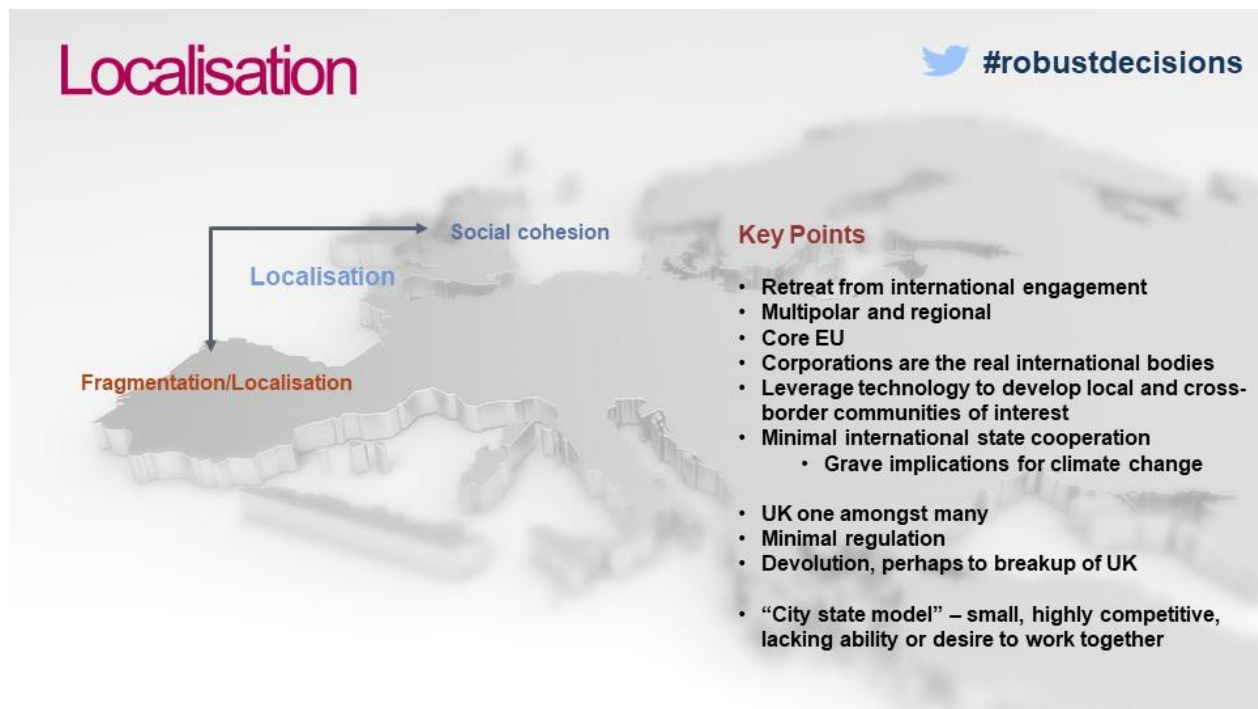 Localisation
#robustdecisions
Social cohesion
Localisation
Fragmentation/Localisation
Key Points
• Retreat from international engagement
• Multipolar and regional
• Core EU
• Corporations are the real international bodies
• Leverage technology to develop local and cross-
border communities of interest
• Minimal international state cooperation
• Grave implications for climate change
• UK one amongst many
• Minimal regulation
• Devolution, perhaps to breakup of UK
• “City state model” – small, highly competitive,
lacking ability or desire to work together